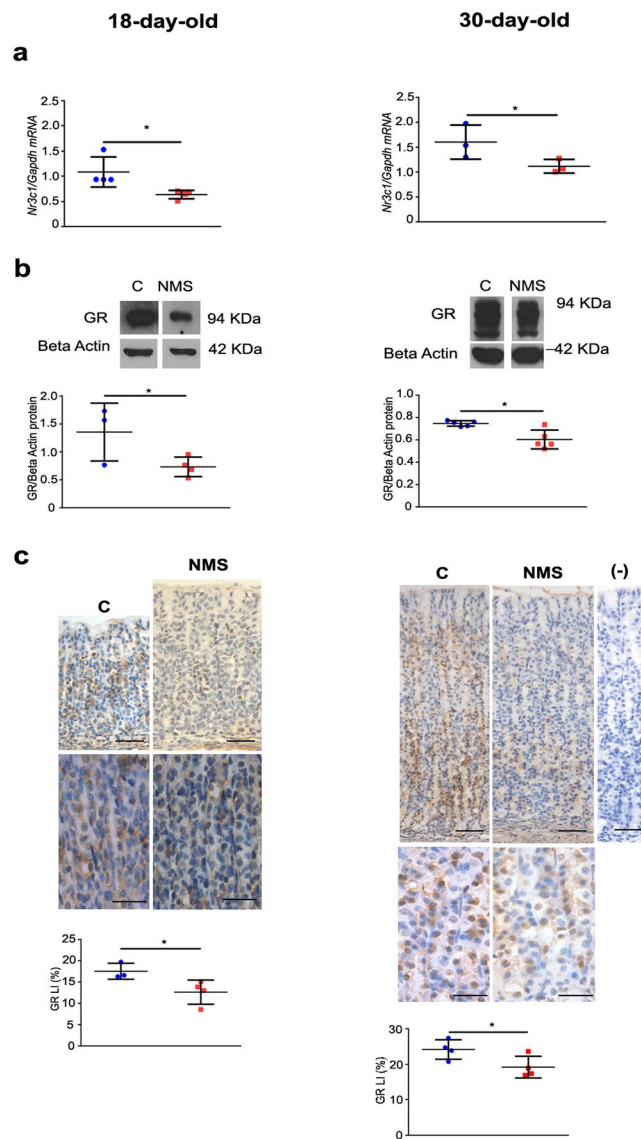 18-day-old
30-day-old
a
Nr3c1/Gapdh mRNA
2.5
2.0
1.5
1.0
0.5
0
*
Nr3c1/Gapdh mRNA
2.5
2.0
1.5
1.0
0.5
0
*
b
C NMS
GR 94 KDa
Beta Actin 42 KDa
C NMS
GR 94 KDa
Beta Actin –42 KDa
GR/Beta Actin protein
2.0
1.5
1.0
0.5
0
*
GR/Beta Actin protein
1.0
0.8
0.6
0.4
0.2
0
*
c
C NMS
C NMS (-)
GR LI (%)
25
20
15
10
5
0
*
GR LI (%)
30
20
10
0
*